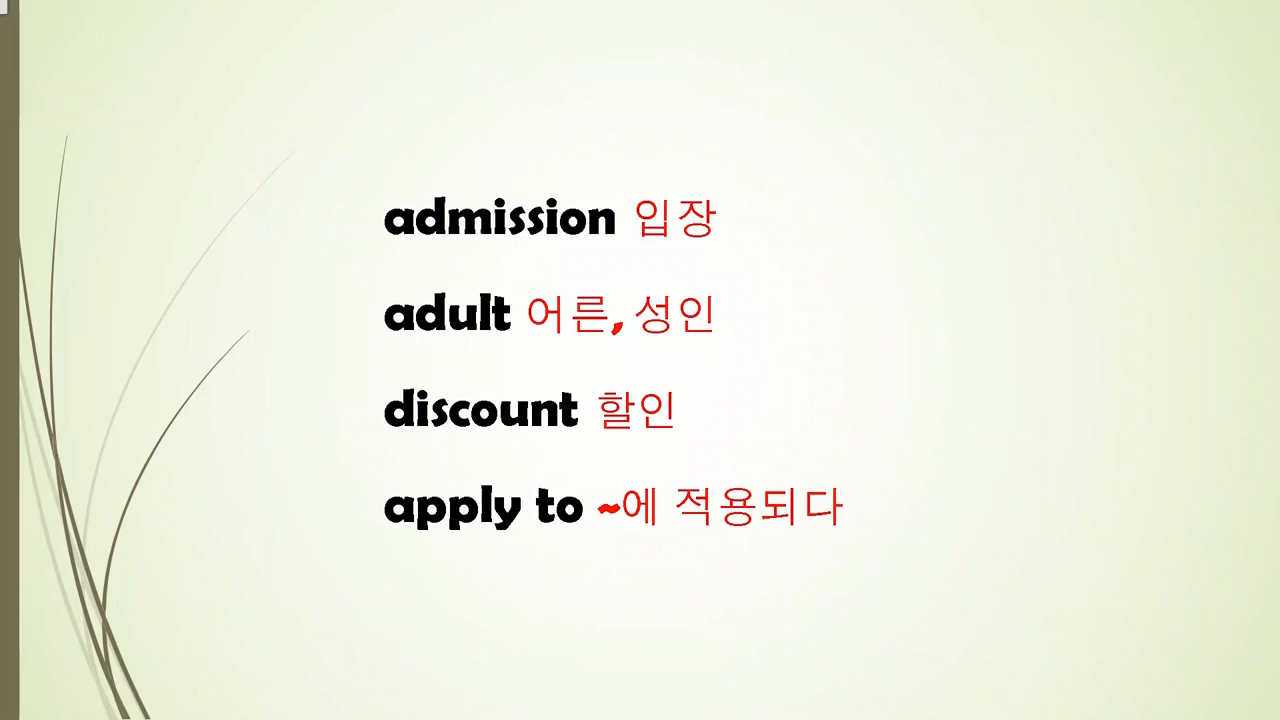 admission 입장
adult 어른, 성인
discount 할인
apply to ~에 적용되다